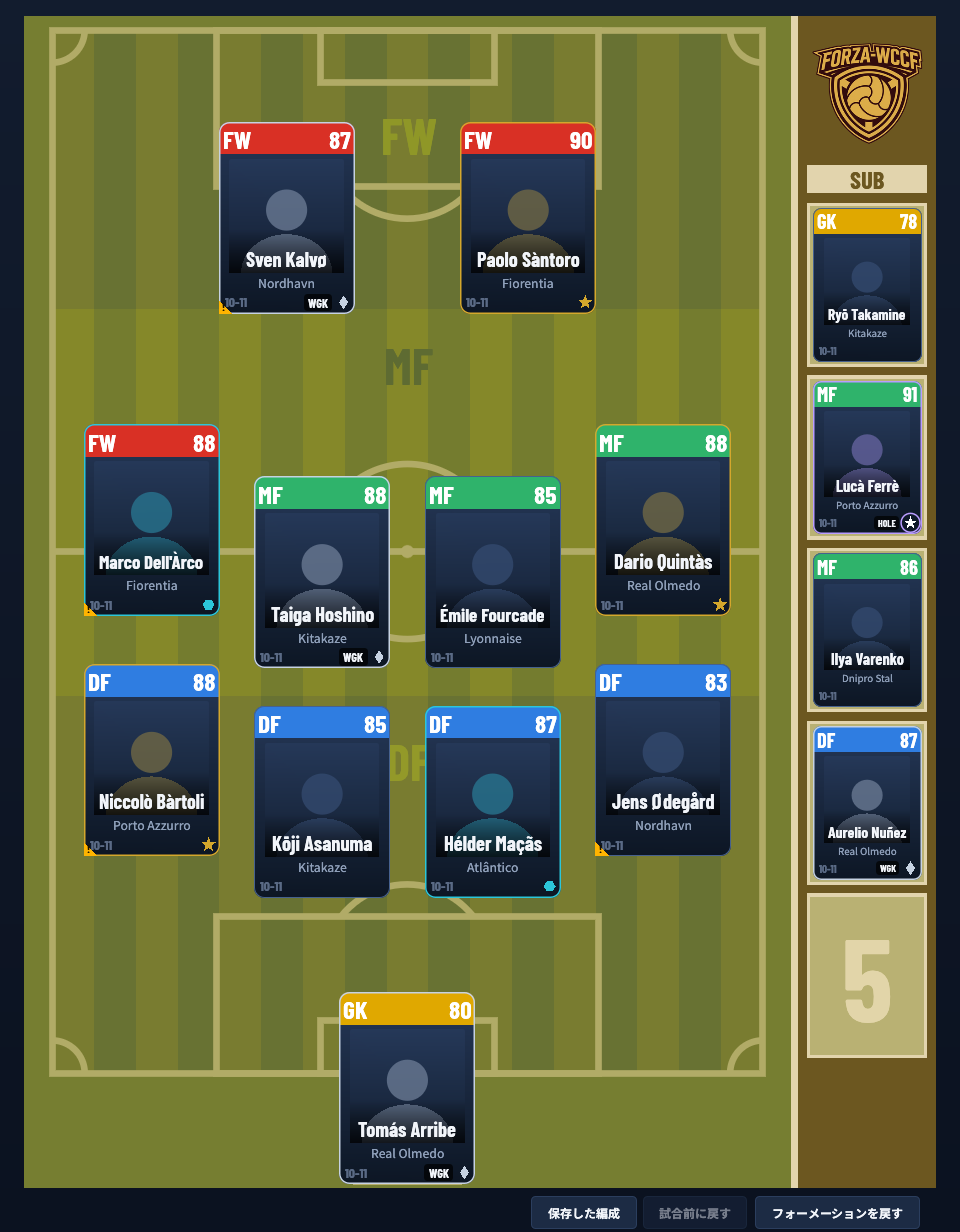 FORZA-WCCF
SUB
FW
FW 87
Sven Kalvø
Nordhavn
10-11 WGK
FW 90
Paolo Sàntoro
Fiorentia
10-11
MF
FW 88
Marco Dell'Àrco
Fiorentia
10-11
MF 88
Taiga Hoshino
Kitakaze
10-11 WGK
MF 85
Émile Fourcade
Lyonnaise
10-11
MF 88
Dario Quintàs
Real Olmedo
10-11
DF
DF 88
Niccolò Bàrtoli
Porto Azzurro
10-11
DF 85
Kōji Asanuma
Kitakaze
10-11
DF 87
Hélder Maçãs
Atlântico
10-11
DF 83
Jens Ødegård
Nordhavn
10-11
GK 80
Tomás Arribe
Real Olmedo
10-11 WGK
GK 78
Ryō Takamine
Kitakaze
10-11
MF 91
Lucà Ferrè
Porto Azzurro
10-11 HOLE
MF 86
Ilya Varenko
Dnipro Stal
10-11
DF 87
Aurelio Nuñez
Real Olmedo
10-11 WGK
5
保存した編成
試合前に戻す
フォーメーションを戻す